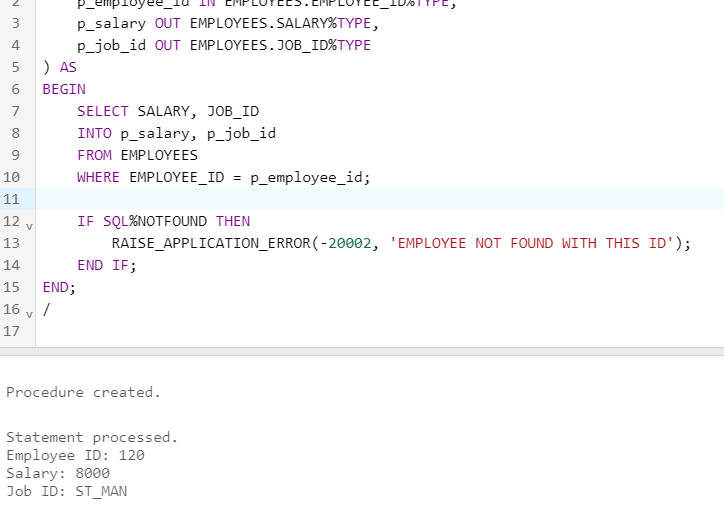 2 p_employee_id IN EMPLOYEES.EMPLOYEE_ID%TYPE,
3 p_salary OUT EMPLOYEES.SALARY%TYPE,
4 p_job_id OUT EMPLOYEES.JOB_ID%TYPE
5 ) AS
6 BEGIN
7 SELECT SALARY, JOB_ID
8 INTO p_salary, p_job_id
9 FROM EMPLOYEES
10 WHERE EMPLOYEE_ID = p_employee_id;
11
12 IF SQL%NOTFOUND THEN
13 RAISE_APPLICATION_ERROR(-20002, 'EMPLOYEE NOT FOUND WITH THIS ID');
14 END IF;
15 END;
16 /
17
Procedure created.
Statement processed.
Employee ID: 120
Salary: 8000
Job ID: ST_MAN